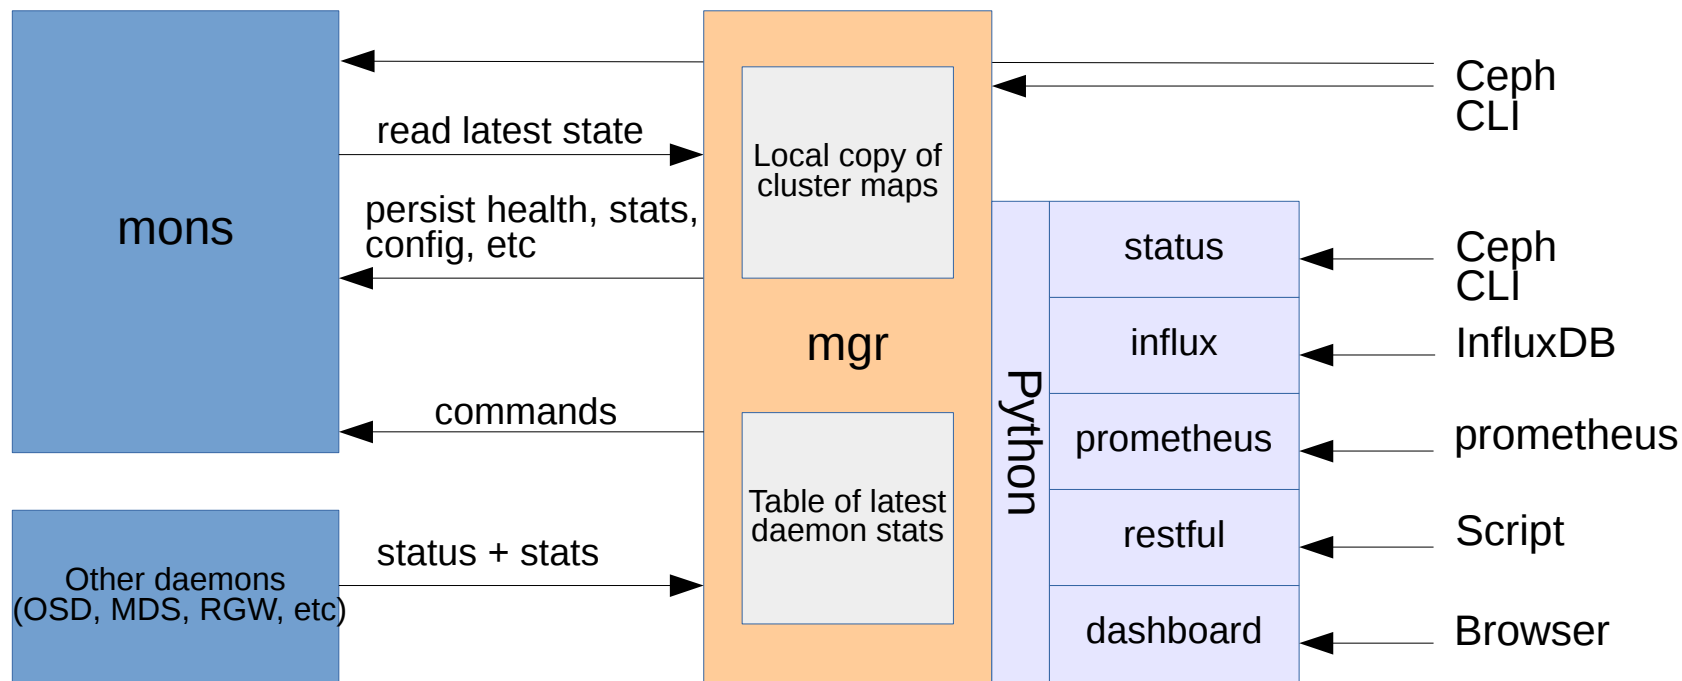 mons
read latest state
persist health, stats,
config, etc
commands
Other daemons
(OSD, MDS, RGW, etc)
status + stats
Local copy of
cluster maps
mgr
Table of latest
daemon stats
Python
status
influx
prometheus
restful
dashboard
Ceph
CLI
Ceph
CLI
InfluxDB
prometheus
Script
Browser